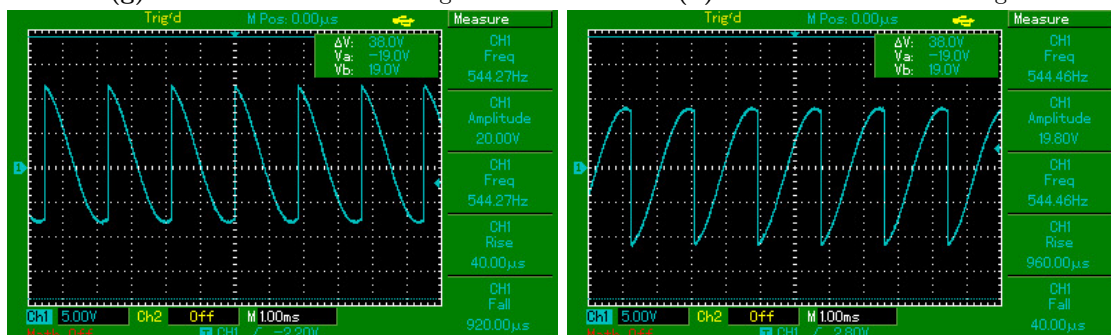 Trig'd M Pos: 0.00μs Measure
ΔV: 38.0V
Va: -19.0V
Vb: 19.0V
CH1
Freq
544.27Hz
CH1
Amplitude
20.00V
CH1
Freq
544.27Hz
CH1
Rise
40.00μs
CH1
Fall
920.00μs
1
Ch1 5.00V Ch2 Off M 1.00ms
CH1 -2.20V
Trig'd M Pos: 0.00μs Measure
ΔV: 38.0V
Va: -19.0V
Vb: 19.0V
CH1
Freq
544.46Hz
CH1
Amplitude
19.80V
CH1
Freq
544.46Hz
CH1
Rise
960.00μs
CH1
Fall
40.00μs
1
Ch1 5.00V Ch2 Off M 1.00ms
CH1 2.80V